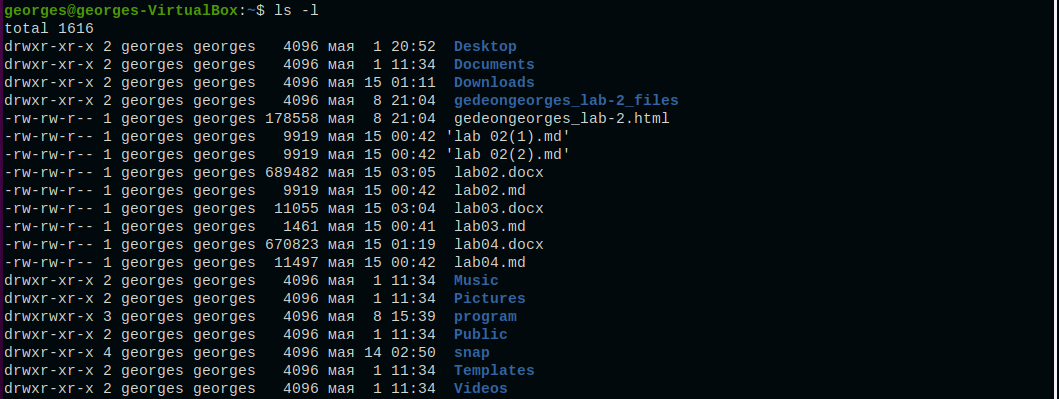 georges@georges-VirtualBox:~$ ls -l
total 1616
drwxr-xr-x 2 georges georges   4096 мая  1 20:52  Desktop
drwxr-xr-x 2 georges georges   4096 мая  1 11:34  Documents
drwxr-xr-x 2 georges georges   4096 мая 15 01:11  Downloads
drwxr-xr-x 2 georges georges   4096 мая  8 21:04  gedeongeorges_lab-2_files
-rw-rw-r-- 1 georges georges 178558 мая  8 21:04  gedeongeorges_lab-2.html
-rw-rw-r-- 1 georges georges   9919 мая 15 00:42 'lab 02(1).md'
-rw-rw-r-- 1 georges georges   9919 мая 15 00:42 'lab 02(2).md'
-rw-rw-r-- 1 georges georges 689482 мая 15 03:05  lab02.docx
-rw-rw-r-- 1 georges georges   9919 мая 15 00:42  lab02.md
-rw-rw-r-- 1 georges georges  11055 мая 15 03:04  lab03.docx
-rw-rw-r-- 1 georges georges   1461 мая 15 00:41  lab03.md
-rw-rw-r-- 1 georges georges 670823 мая 15 01:19  lab04.docx
-rw-rw-r-- 1 georges georges  11497 мая 15 00:42  lab04.md
drwxr-xr-x 2 georges georges   4096 мая  1 11:34  Music
drwxr-xr-x 2 georges georges   4096 мая  1 11:34  Pictures
drwxrwxr-x 3 georges georges   4096 мая  8 15:39  program
drwxr-xr-x 2 georges georges   4096 мая  1 11:34  Public
drwxr-xr-x 4 georges georges   4096 мая 14 02:50  snap
drwxr-xr-x 2 georges georges   4096 мая  1 11:34  Templates
drwxr-xr-x 2 georges georges   4096 мая  1 11:34  Videos